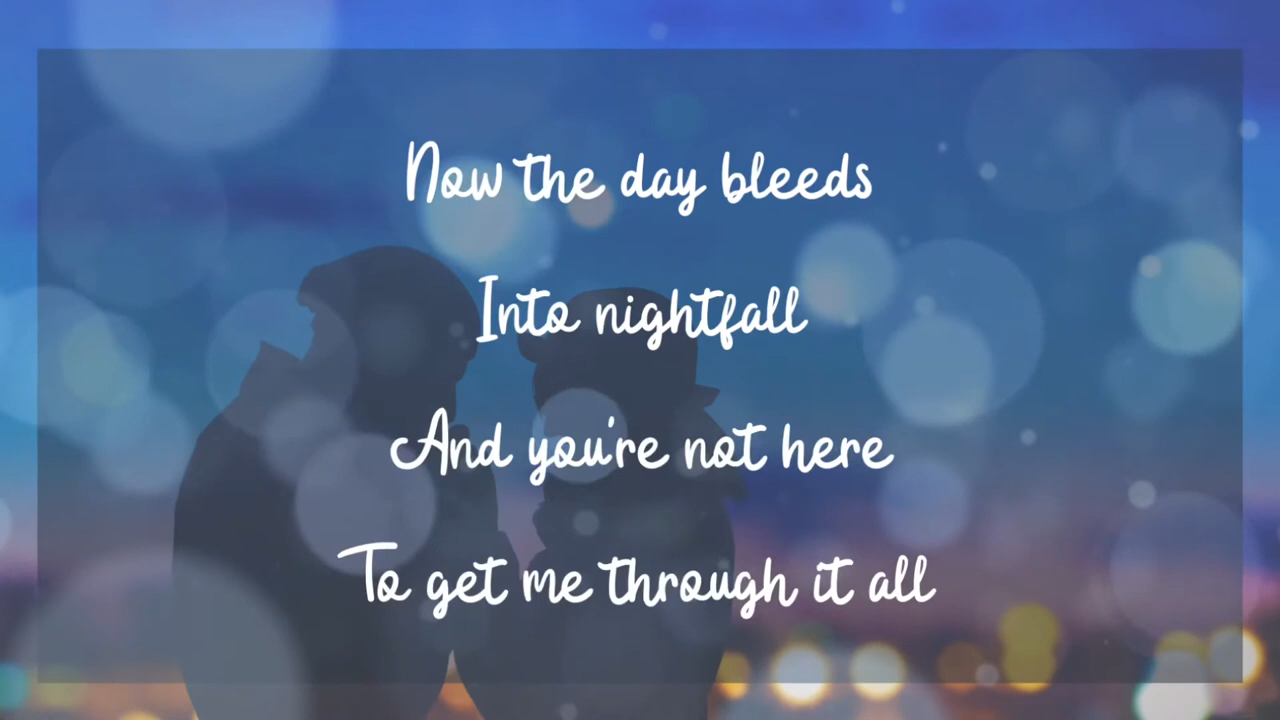 Now the day bleeds
Into nightfall
And you're not here
To get me through it all